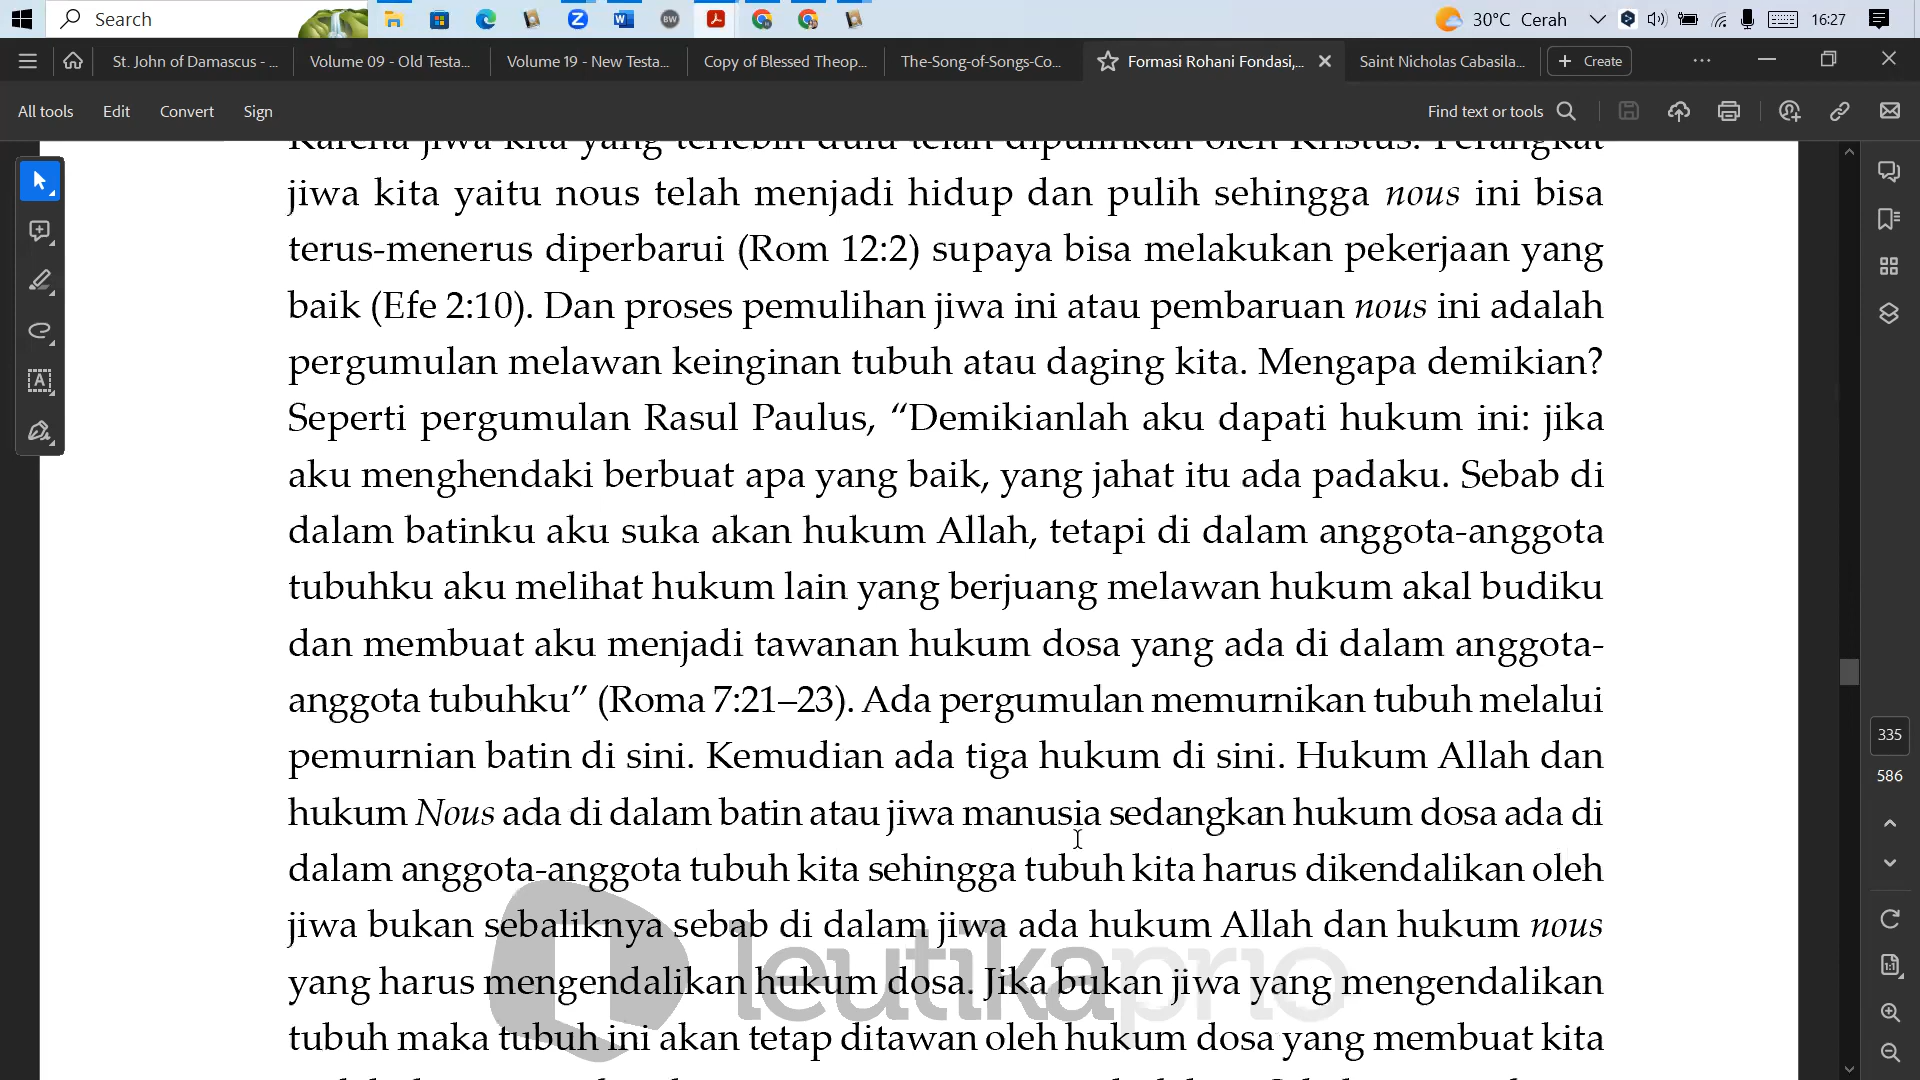 Search
W
BW
30°C Cerah
16:27
St. John of Damascus - ...
Volume 09 - Old Testa...
Volume 19 - New Testa...
Copy of Blessed Theop...
The-Song-of-Songs-Co...
Formasi Rohani Fondasi,...
Saint Nicholas Cabasila...
Create
All tools
Edit
Convert
Sign
Find text or tools
Karena jiwa kita yang terlebih dulu telah dipulihkan oleh Kristus. Perangkat
jiwa kita yaitu nous telah menjadi hidup dan pulih sehingga nous ini bisa
terus-menerus diperbarui (Rom 12:2) supaya bisa melakukan pekerjaan yang
baik (Efe 2:10). Dan proses pemulihan jiwa ini atau pembaruan nous ini adalah
pergumulan melawan keinginan tubuh atau daging kita. Mengapa demikian?
Seperti pergumulan Rasul Paulus, “Demikianlah aku dapati hukum ini: jika
aku menghendaki berbuat apa yang baik, yang jahat itu ada padaku. Sebab di
dalam batinku aku suka akan hukum Allah, tetapi di dalam anggota-anggota
tubuhku aku melihat hukum lain yang berjuang melawan hukum akal budiku
dan membuat aku menjadi tawanan hukum dosa yang ada di dalam anggota-
anggota tubuhku” (Roma 7:21–23). Ada pergumulan memurnikan tubuh melalui
pemurnian batin di sini. Kemudian ada tiga hukum di sini. Hukum Allah dan
hukum Nous ada di dalam batin atau jiwa manusia sedangkan hukum dosa ada di
dalam anggota-anggota tubuh kita sehingga tubuh kita harus dikendalikan oleh
jiwa bukan sebaliknya sebab di dalam jiwa ada hukum Allah dan hukum nous
yang harus mengendalikan hukum dosa. Jika bukan jiwa yang mengendalikan
tubuh maka tubuh ini akan tetap ditawan oleh hukum dosa yang membuat kita
leutikaprio
335
586